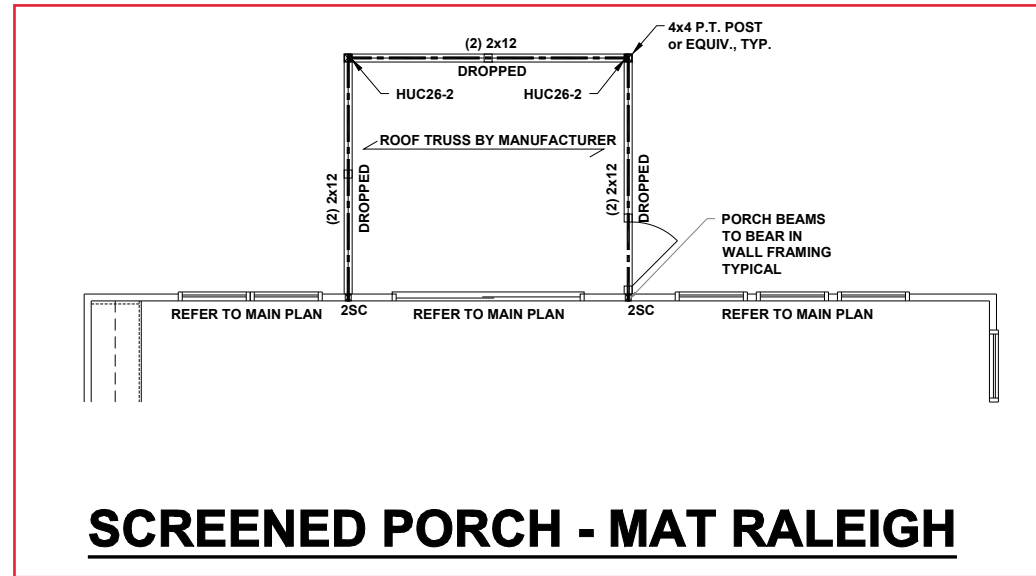 4x4 P.T. POST
or EQUIV., TYP.
(2) 2x12
DROPPED
HUC26-2
HUC26-2
ROOF TRUSS BY MANUFACTURER
(2) 2x12
DROPPED
(2) 2x12
DROPPED
PORCH BEAMS
TO BEAR IN
WALL FRAMING
TYPICAL
REFER TO MAIN PLAN
2SC
REFER TO MAIN PLAN
2SC
REFER TO MAIN PLAN
SCREENED PORCH - MAT RALEIGH